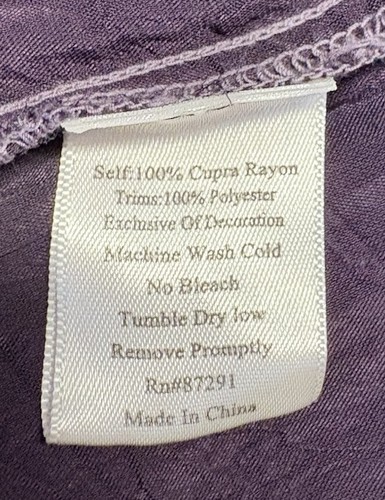 Self:100% Cupra Rayon
Trims:100% Polyester
Exclusive Of Decoration
Machine Wash Cold
No Bleach
Tumble Dry low
Remove Promptly
Rn#87291
Made In China